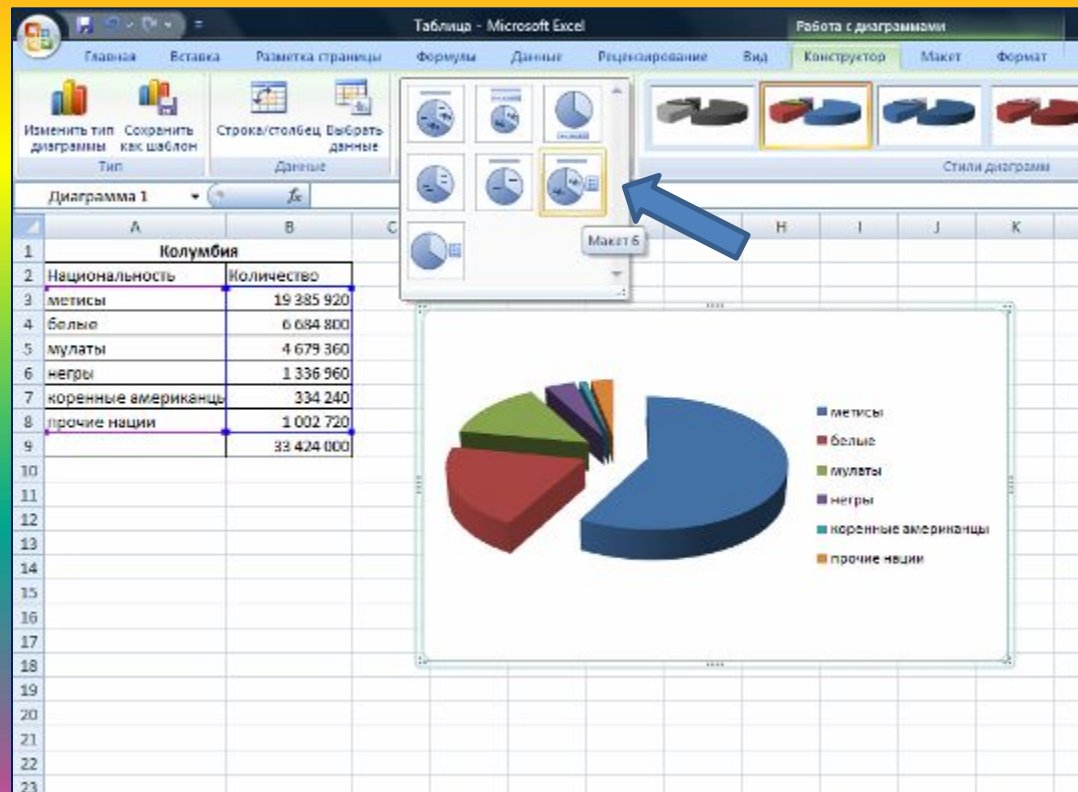 Таблица - Microsoft Excel
Работа с диаграммами
Главная Вставка Разметка страницы Формулы Данные Рецензирование Вид Конструктор Макет Формат
Изменить тип диаграммы
Сохранить как шаблон
Строка/столбец
Выбрать данные
Тип
Данные
Стили диаграмм
Макет 6
Диаграмма 1
fx
A B C H I J K
1 Колумбия
2 Национальность Количество
3 метисы 19 385 920
4 белые 6 684 800
5 мулаты 4 679 360
6 негры 1 336 960
7 коренные американцы 334 240
8 прочие нации 1 002 720
9 33 424 000
10
11
12
13
14
15
16
17
18
19
20
21
22
23
метисы
белые
мулаты
негры
коренные американцы
прочие нации